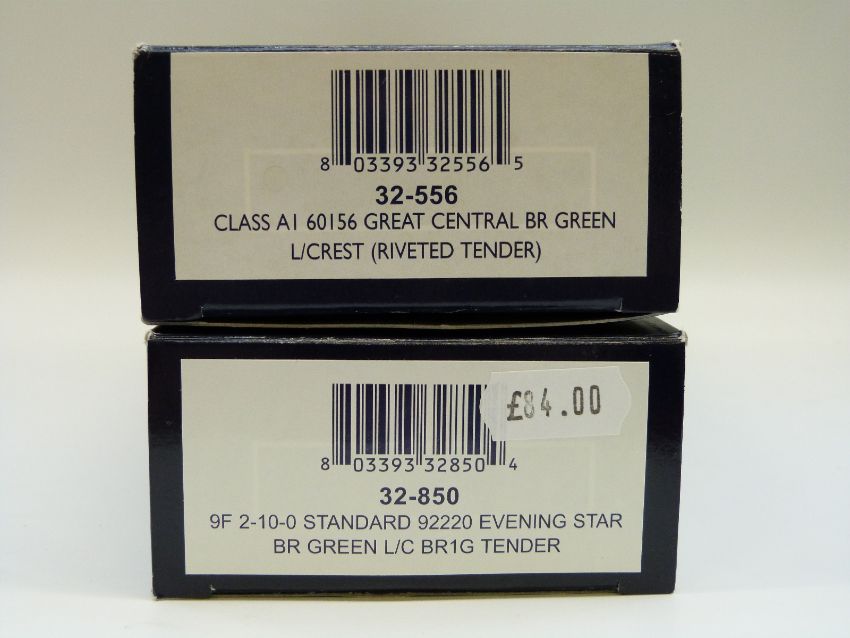 8 03393 32556 5
32-556
CLASS A1 60156 GREAT CENTRAL BR GREEN
L/CREST (RIVETED TENDER)
£84.00
8 03393 32850 4
32-850
9F 2-10-0 STANDARD 92220 EVENING STAR
BR GREEN L/C BR1G TENDER